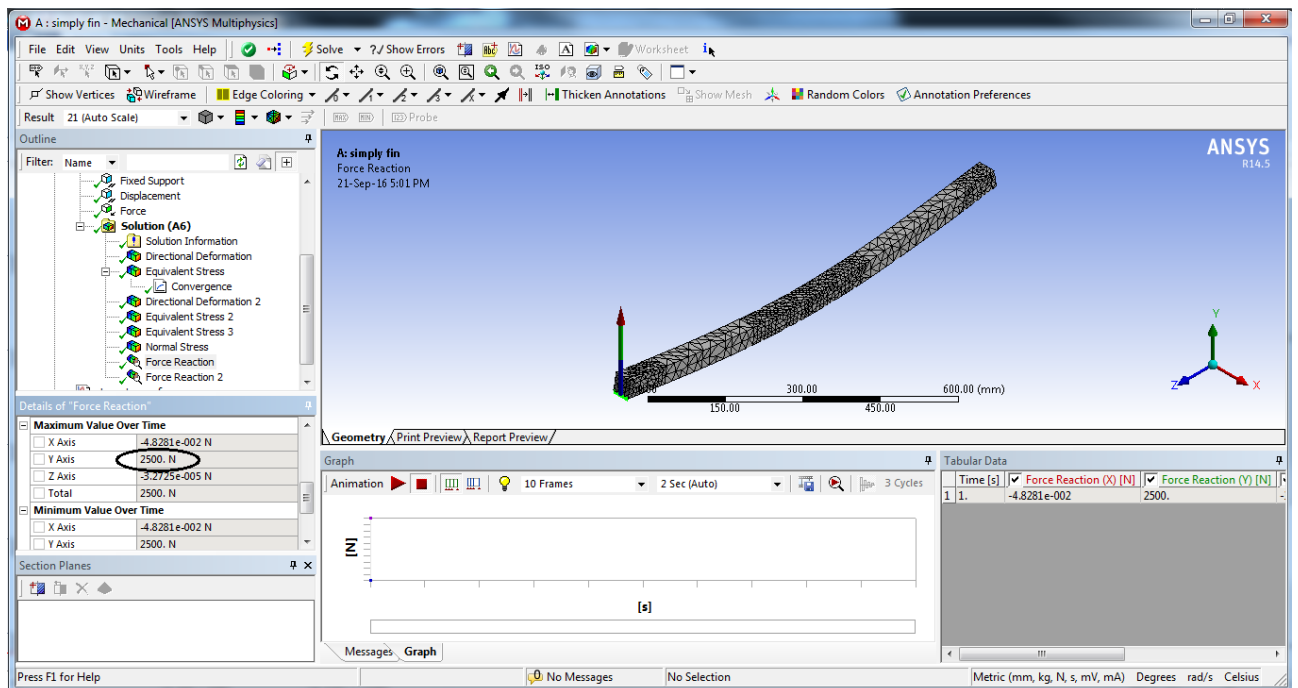 A : simply fin - Mechanical [ANSYS Multiphysics]
File Edit View Units Tools Help Solve ?/ Show Errors Worksheet
Show Vertices Wireframe Edge Coloring Thicken Annotations Show Mesh Random Colors Annotation Preferences
Result 21 (Auto Scale) MAX MIN Probe
Outline
Filter: Name
Fixed Support
Displacement
Force
Solution (A6)
Solution Information
Directional Deformation
Equivalent Stress
Convergence
Directional Deformation 2
Equivalent Stress 2
Equivalent Stress 3
Normal Stress
Force Reaction
Force Reaction 2
Details of "Force Reaction"
Maximum Value Over Time
X Axis -4.8281e-002 N
Y Axis 2500. N
Z Axis -3.2725e-005 N
Total 2500. N
Minimum Value Over Time
X Axis -4.8281e-002 N
Y Axis 2500. N
Section Planes
A: simply fin
Force Reaction
21-Sep-16 5:01 PM
ANSYS
R14.5
Y
Z X
300.00 600.00 (mm)
150.00 450.00
Geometry Print Preview Report Preview
Graph
Animation 10 Frames 2 Sec (Auto) 3 Cycles
[N]
[s]
Messages Graph
Tabular Data
Time [s] Force Reaction (X) [N] Force Reaction (Y) [N]
1 1. -4.8281e-002 2500.
Press F1 for Help No Messages No Selection Metric (mm, kg, N, s, mV, mA) Degrees rad/s Celsius